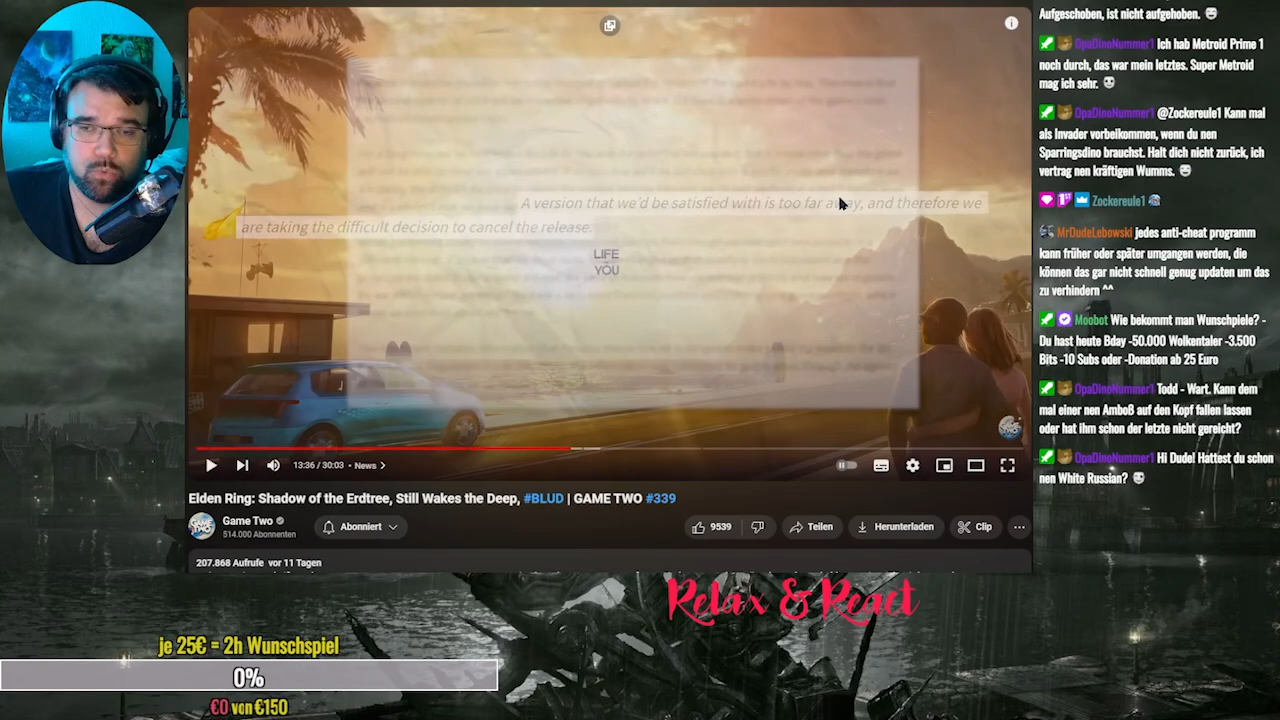 A version that we'd be satisfied with is too far away, and therefore we
are taking the difficult decision to cancel the release.
LIFE
YOU
13:36 / 30:03 • News
Elden Ring: Shadow of the Erdtree, Still Wakes the Deep, #BLUD | GAME TWO #339
GAME TWO
Game Two
514.000 Abonnenten
Abonniert
9539
Teilen
Herunterladen
Clip
207.868 Aufrufe vor 11 Tagen
Relax & React
je 25€ = 2h Wunschspiel
0%
€0 von €150
Aufgeschoben, ist nicht aufgehoben.
OpaDinoNummer1 Ich hab Metroid Prime 1
noch durch, das war mein letztes. Super Metroid
mag ich sehr.
OpaDinoNummer1 @Zockereule1 Kann mal
als Invader vorbeikommen, wenn du nen
Sparringsdino brauchst. Halt dich nicht zurück, ich
vertrag nen kräftigen Wumms.
Zockereule1
MrDudeLebowski jedes anti-cheat programm
kann früher oder später umgangen werden, die
können das gar nicht schnell genug updaten um das
zu verhindern ^^
Moobot Wie bekommt man Wunschpiele? -
Du hast heute Bday -50.000 Wolkentaler -3.500
Bits -10 Subs oder -Donation ab 25 Euro
OpaDinoNummer1 Todd - Wart. Kann dem
mal einer nen Amboß auf den Kopf fallen lassen
oder hat ihm schon der letzte nicht gereicht?
OpaDinoNummer1 Hi Dude! Hattest du schon
nen White Russian?